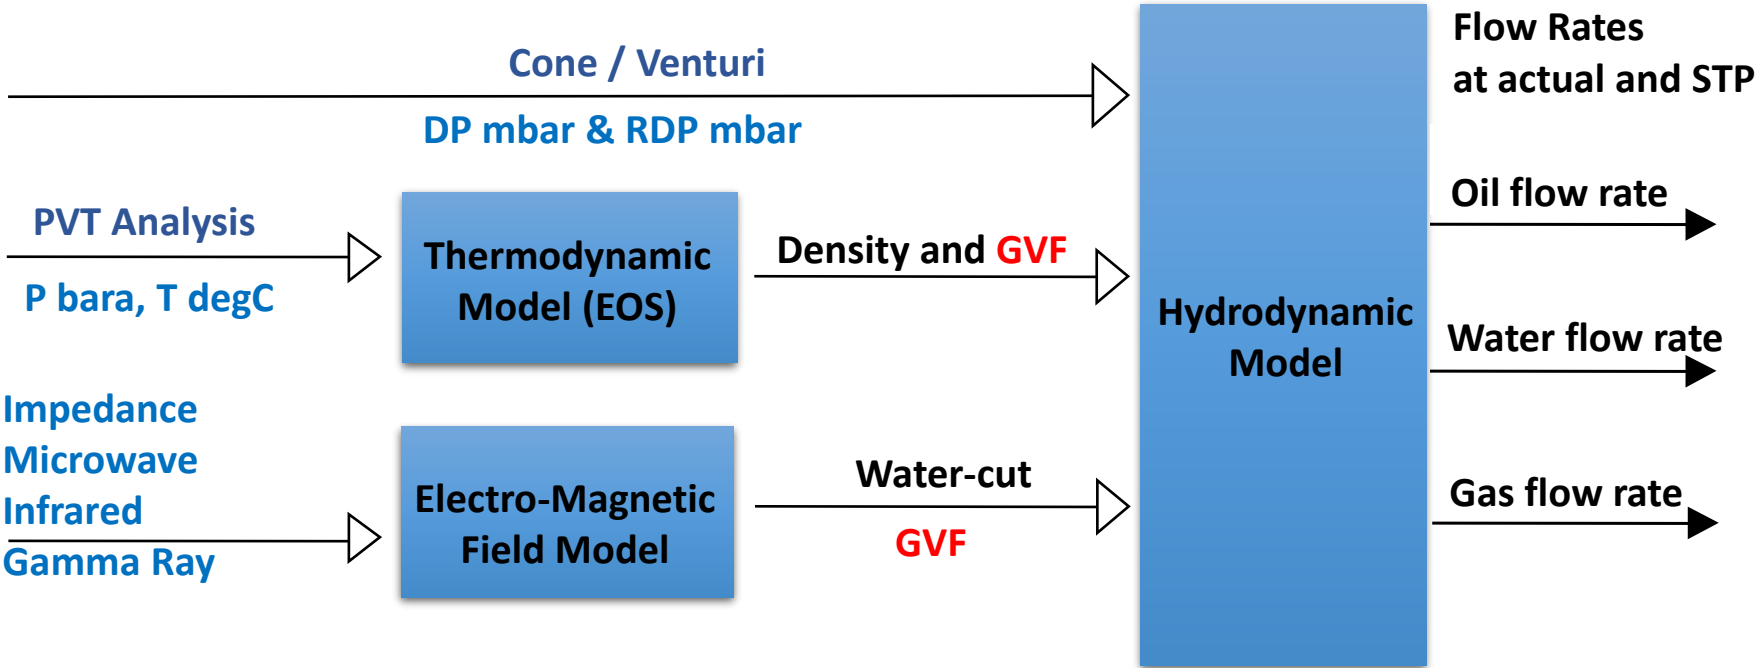 Cone / Venturi
DP mbar & RDP mbar
PVT Analysis
P bara, T degC
Thermodynamic
Model (EOS)
Density and GVF
Impedance
Microwave
Infrared
Gamma Ray
Electro-Magnetic
Field Model
Water-cut
GVF
Hydrodynamic
Model
Flow Rates
at actual and STP
Oil flow rate
Water flow rate
Gas flow rate